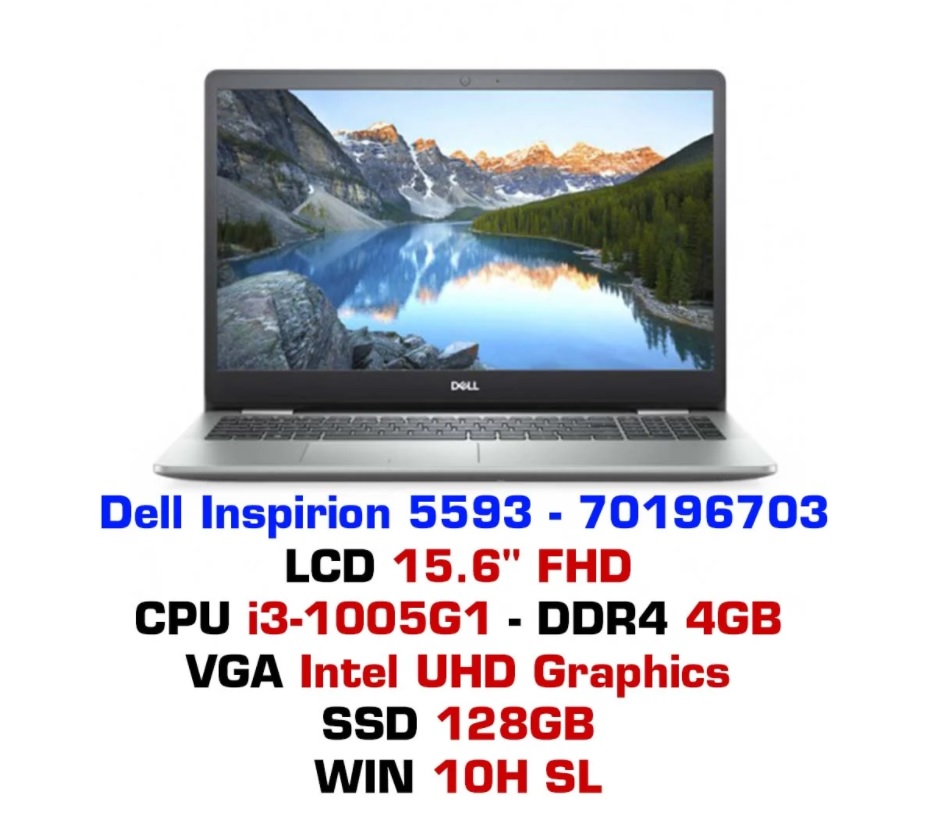 DELL
Dell Inspirion 5593 - 70196703
LCD 15.6" FHD
CPU i3-1005G1 - DDR4 4GB
VGA Intel UHD Graphics
SSD 128GB
WIN 10H SL